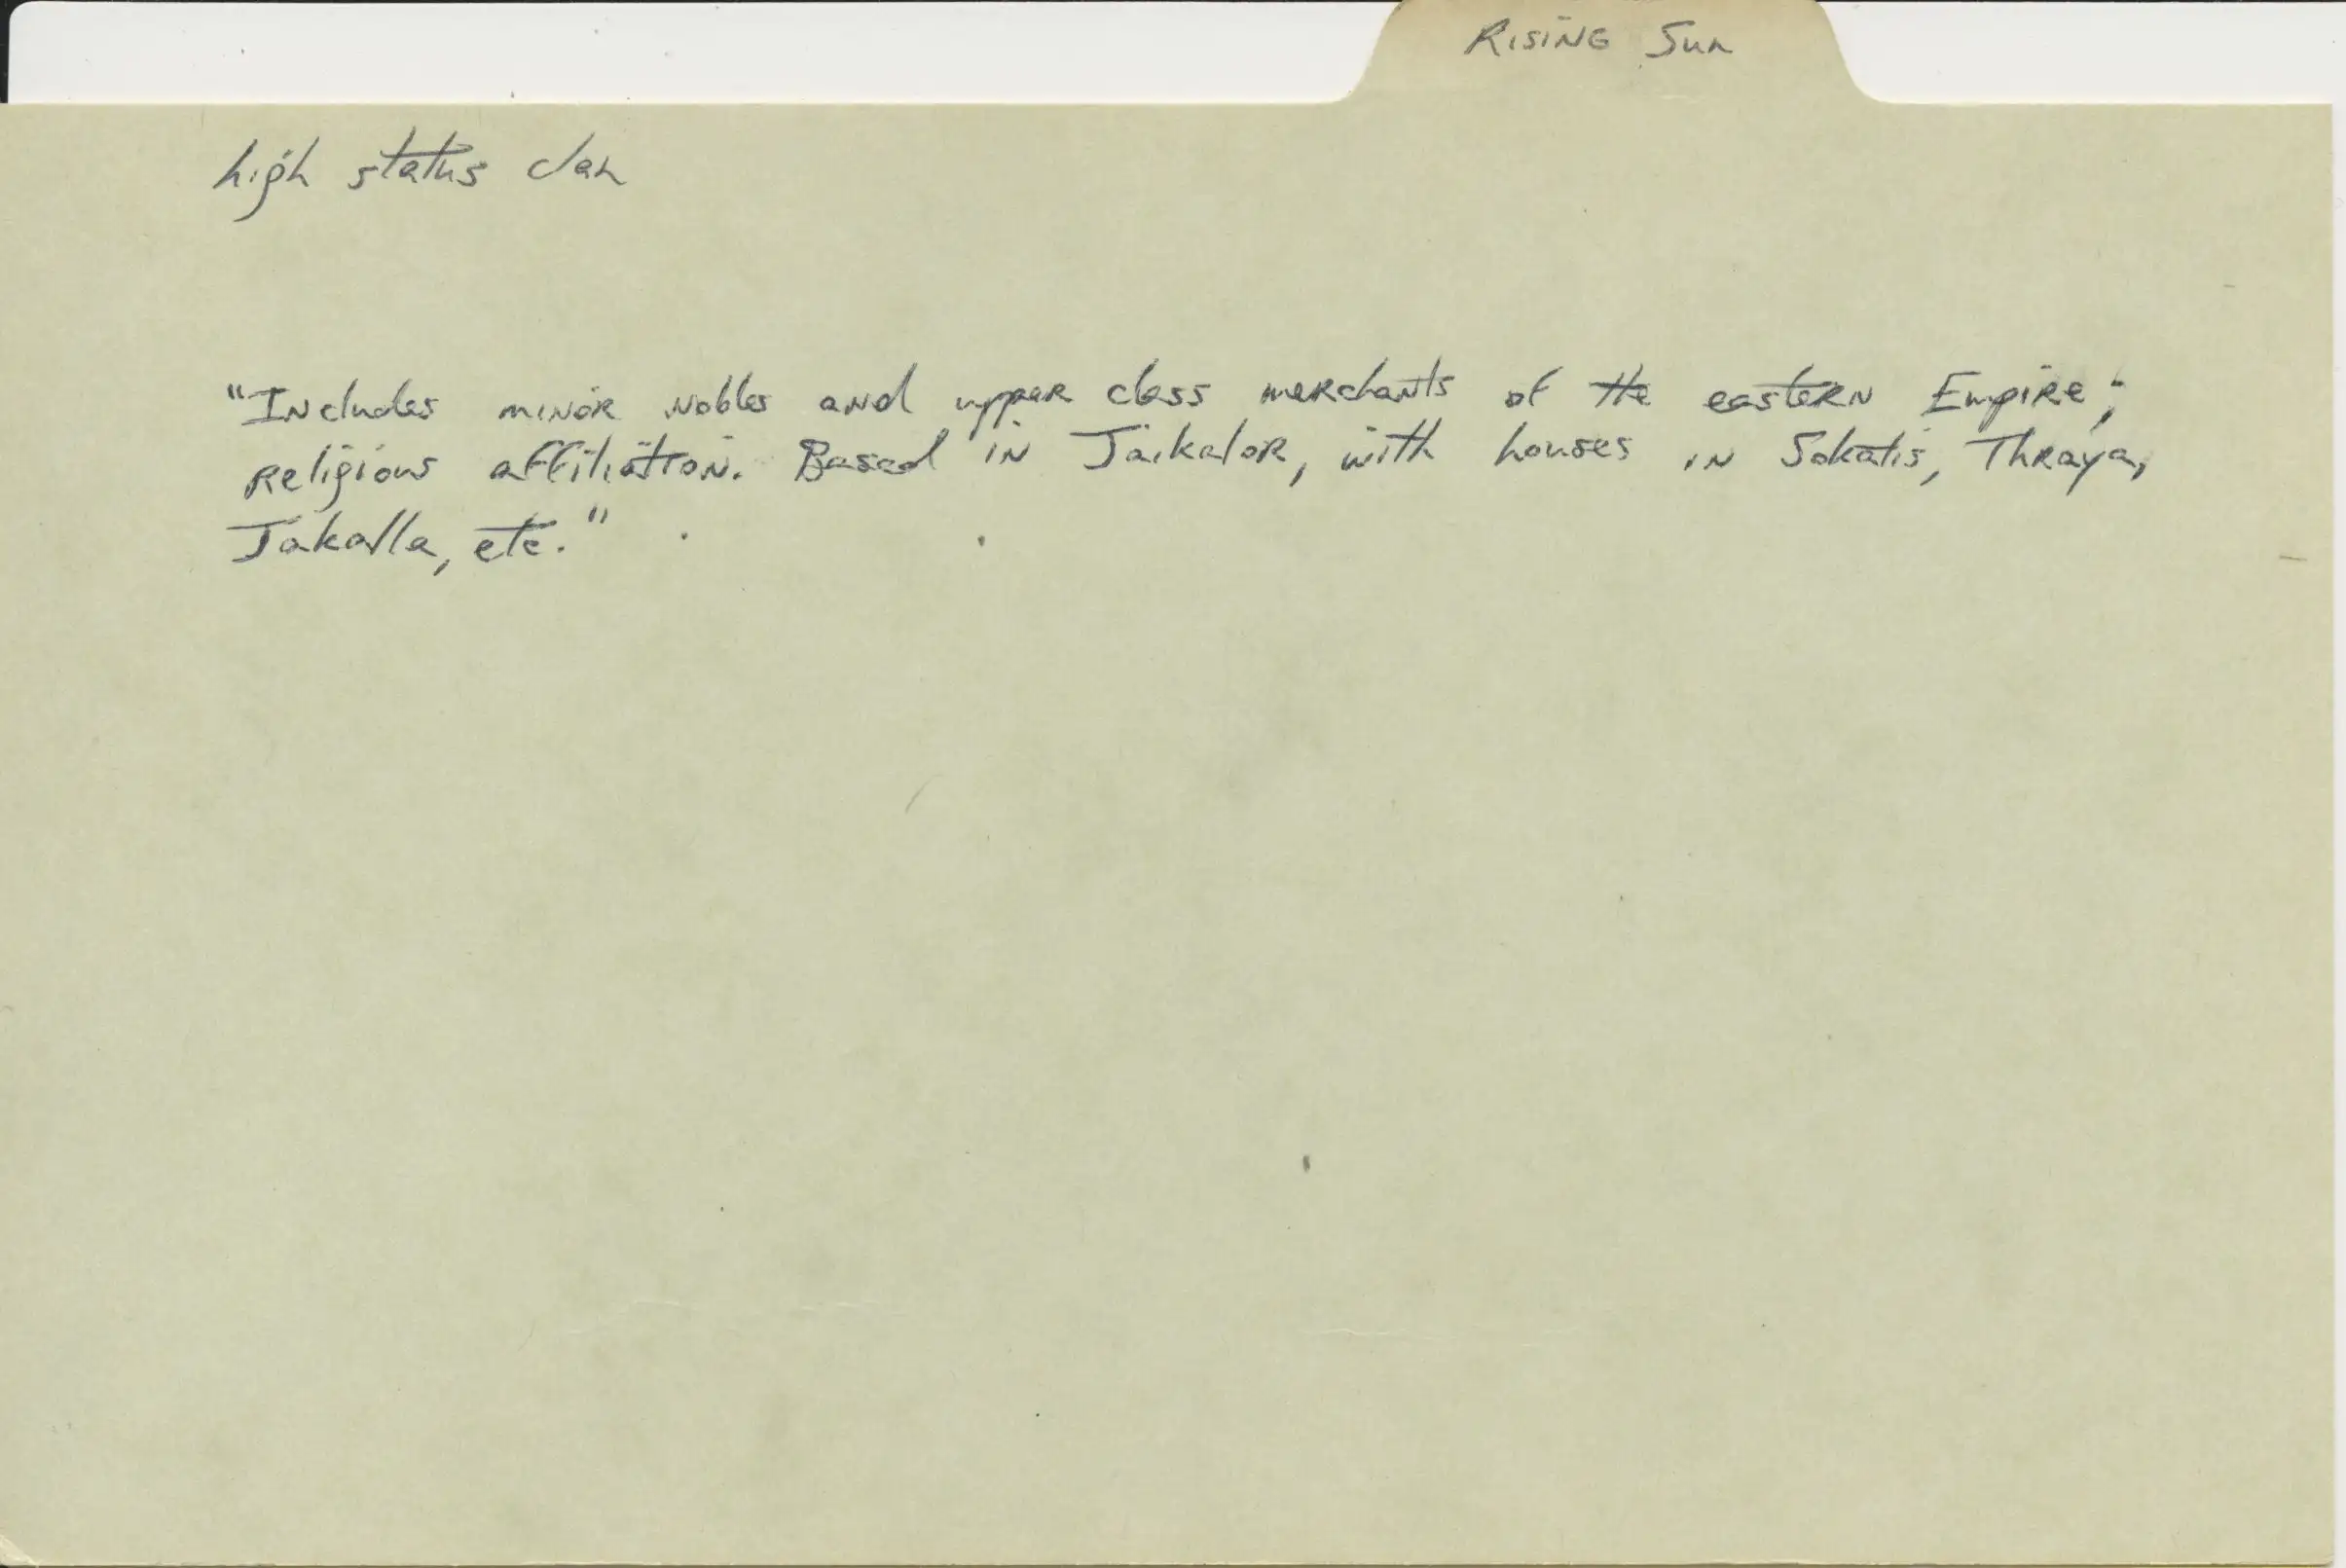 RISING Sun
high status clan
"Includes minor nobles and upper class merchants of the eastern Empire;
religious affiliation. Based in Jaikalor, with houses in Sokatis, Thraya,
Jakalla, etc."